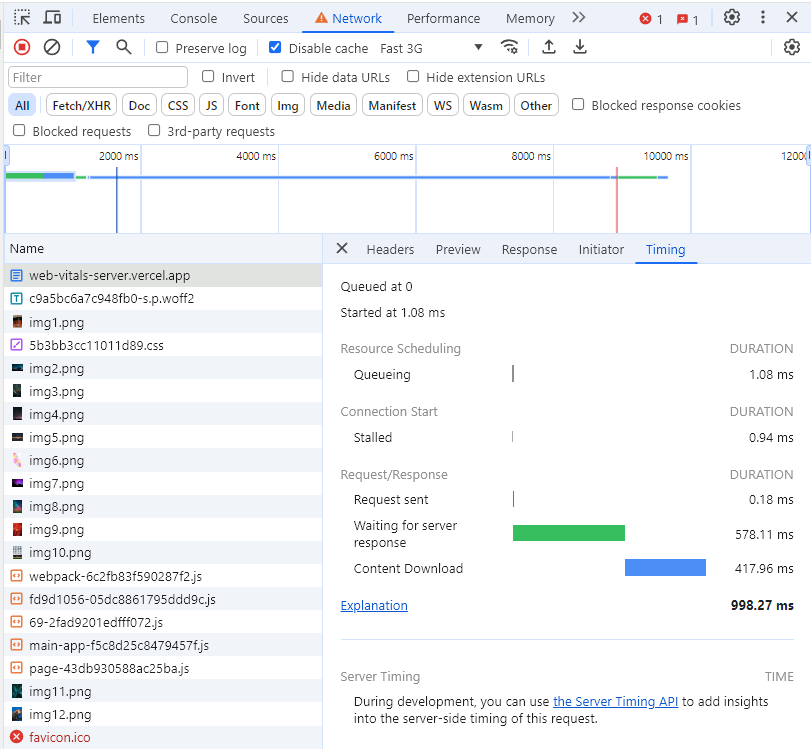 Elements Console Sources Network Performance Memory 1 1
Preserve log Disable cache Fast 3G
Filter Invert Hide data URLs Hide extension URLs
All Fetch/XHR Doc CSS JS Font Img Media Manifest WS Wasm Other Blocked response cookies
Blocked requests 3rd-party requests
2000 ms 4000 ms 6000 ms 8000 ms 10000 ms
Name
web-vitals-server.vercel.app
c9a5bc6a7c948fb0-s.p.woff2
img1.png
5b3bb3cc11011d89.css
img2.png
img3.png
img4.png
img5.png
img6.png
img7.png
img8.png
img9.png
img10.png
webpack-6c2fb83f590287f2.js
fd9d1056-05dc8861795ddd9c.js
69-2fad9201edfff072.js
main-app-f5c8d25c8479457f.js
page-43db930588ac25ba.js
img11.png
img12.png
favicon.ico
Headers Preview Response Initiator Timing
Queued at 0
Started at 1.08 ms
Resource Scheduling DURATION
Queueing 1.08 ms
Connection Start DURATION
Stalled 0.94 ms
Request/Response DURATION
Request sent 0.18 ms
Waiting for server
response 578.11 ms
Content Download 417.96 ms
Explanation 998.27 ms
Server Timing TIME
During development, you can use the Server Timing API to add insights
into the server-side timing of this request.